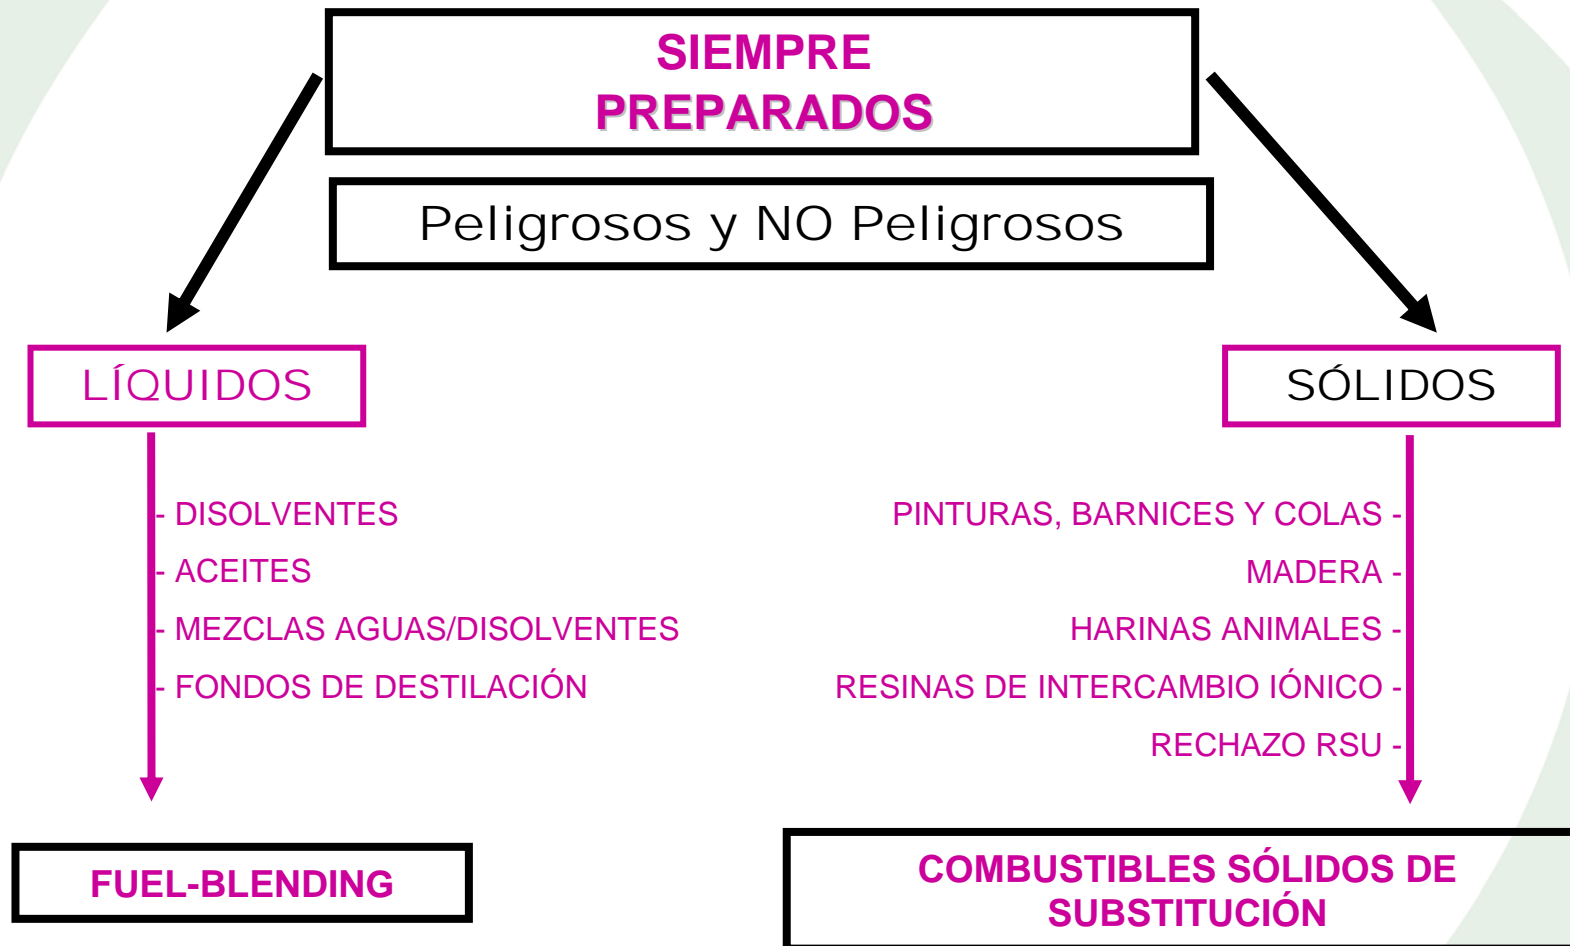 SIEMPRE
PREPARADOS
Peligrosos y NO Peligrosos
LÍQUIDOS
- DISOLVENTES
- ACEITES
- MEZCLAS AGUAS/DISOLVENTES
- FONDOS DE DESTILACIÓN
FUEL-BLENDING
SÓLIDOS
PINTURAS, BARNICES Y COLAS -
MADERA -
HARINAS ANIMALES -
RESINAS DE INTERCAMBIO IÓNICO -
RECHAZO RSU -
COMBUSTIBLES SÓLIDOS DE
SUBSTITUCIÓN